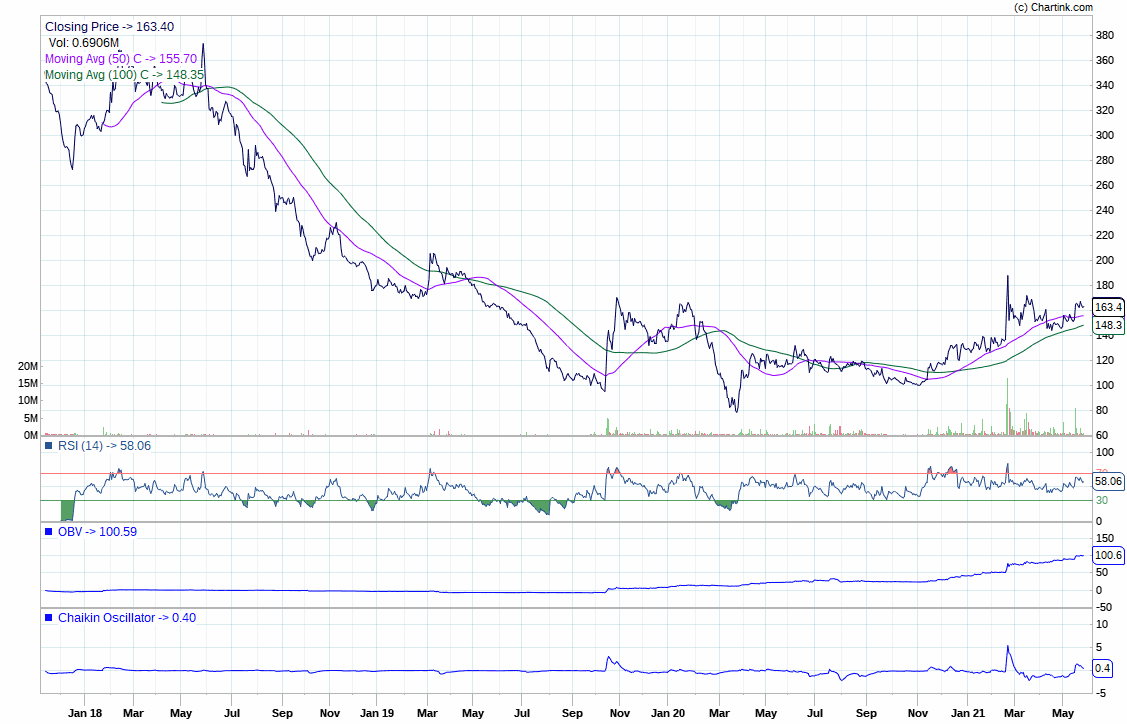 (c) Chartink.com
Closing Price -> 163.40
Vol: 0.6906M
Moving Avg (50) C -> 155.70
Moving Avg (100) C -> 148.35
380
360
340
320
300
280
260
240
220
200
180
163.4
148.3
140
120
100
80
60
20M
15M
10M
5M
0M
RSI (14) -> 58.06
100
70
58.06
30
0
OBV -> 100.59
150
100.6
50
0
-50
Chaikin Oscillator -> 0.40
10
5
0.4
-5
Jan 18 Mar May Jul Sep Nov Jan 19 Mar May Jul Sep Nov Jan 20 Mar May Jul Sep Nov Jan 21 Mar May